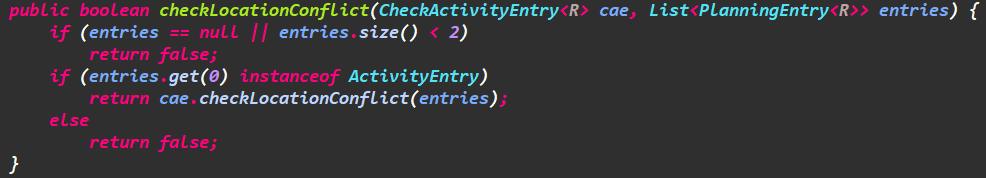 public boolean checkLocationConflict(CheckActivityEntry<R> cae, List<PlanningEntry<R>> entries) {
    if (entries == null || entries.size() < 2)
        return false;
    if (entries.get(0) instanceof ActivityEntry)
        return cae.checkLocationConflict(entries);
    else
        return false;
}